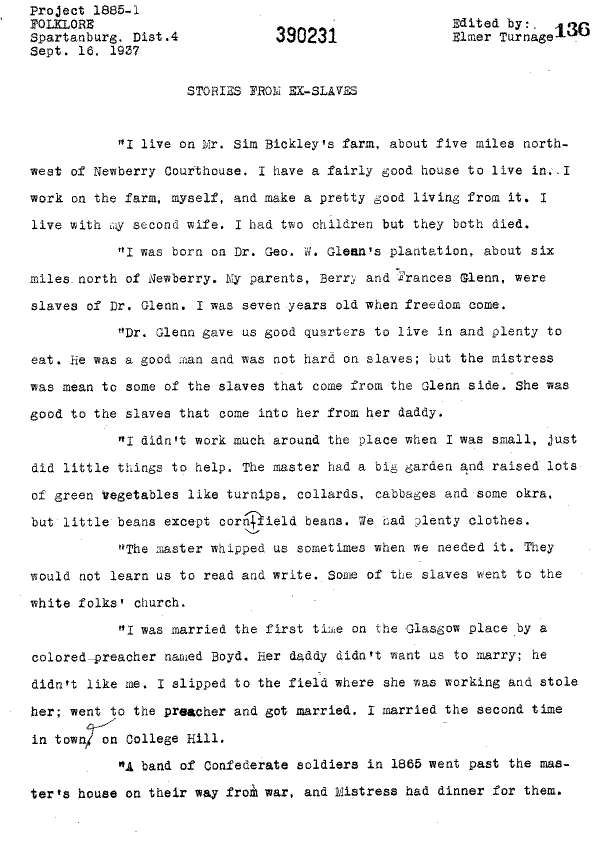 Project 1885-1
FOLKLORE
Spartanburg, Dist.4
Sept. 16, 1937
390231
Edited by:
Elmer Turnage
136
STORIES FROM EX-SLAVES
"I live on Mr. Sim Bickley's farm, about five miles north-
west of Newberry Courthouse. I have a fairly good house to live in. I
work on the farm, myself, and make a pretty good living from it. I
live with my second wife. I had two children but they both died.
"I was born on Dr. Geo. W. Glenn's plantation, about six
miles north of Newberry. My parents, Berry and Frances Glenn, were
slaves of Dr. Glenn. I was seven years old when freedom come.
"Dr. Glenn gave us good quarters to live in and plenty to
eat. He was a good man and was not hard on slaves; but the mistress
was mean to some of the slaves that come from the Glenn side. She was
good to the slaves that come into her from her daddy.
"I didn't work much around the place when I was small, just
did little things to help. The master had a big garden and raised lots
of green vegetables like turnips, collards, cabbages and some okra,
but little beans except cornfield beans. We had plenty clothes.
"The master whipped us sometimes when we needed it. They
would not learn us to read and write. Some of the slaves went to the
white folks' church.
"I was married the first time on the Glasgow place by a
colored preacher named Boyd. Her daddy didn't want us to marry; he
didn't like me. I slipped to the field where she was working and stole
her; went to the preacher and got married. I married the second time
in town, on College Hill.
"A band of Confederate soldiers in 1865 went past the mas-
ter's house on their way from war, and Mistress had dinner for them.